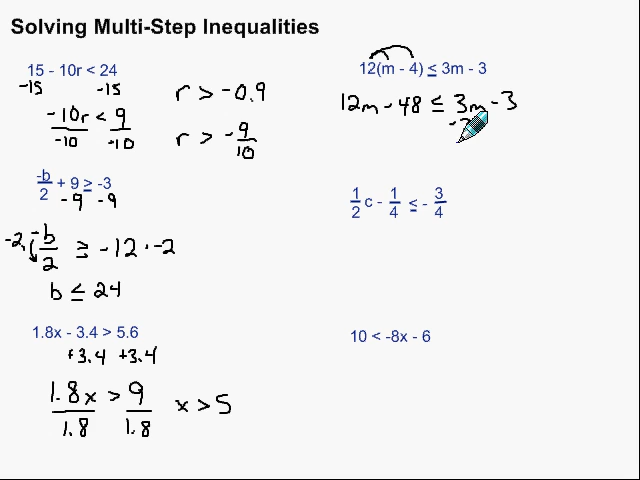 Solving Multi-Step Inequalities
15 - 10r < 24
-15 -15
-10r < 9
-10 -10
r > -0.9
r > -9/10
-b/2 + 9 ≥ -3
-9 -9
-2 · -b/2 ≥ -12 · -2
b ≤ 24
1.8x - 3.4 > 5.6
+3.4 +3.4
1.8x > 9
1.8 1.8
x > 5
12(m - 4) ≤ 3m - 3
12m - 48 ≤ 3m - 3
1/2 c - 1/4 ≤ - 3/4
10 < -8x - 6